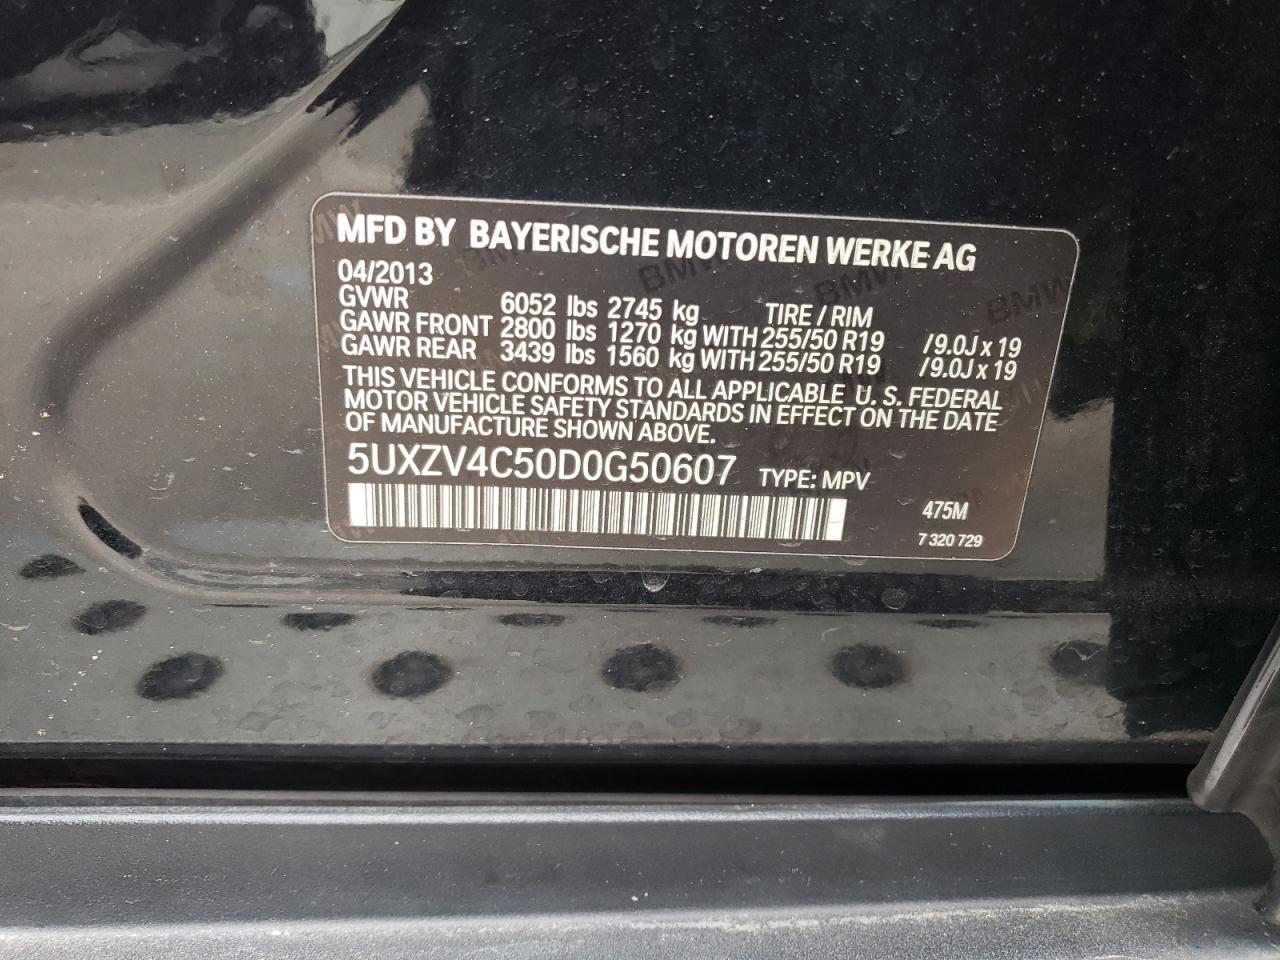 MFD BY BAYERISCHE MOTOREN WERKE AG
04/2013
GVWR 6052 lbs 2745 kg TIRE / RIM
GAWR FRONT 2800 lbs 1270 kg WITH 255/50 R19 /9.0J x 19
GAWR REAR 3439 lbs 1560 kg WITH 255/50 R19 /9.0J x 19
THIS VEHICLE CONFORMS TO ALL APPLICABLE U. S. FEDERAL
MOTOR VEHICLE SAFETY STANDARDS IN EFFECT ON THE DATE
OF MANUFACTURE SHOWN ABOVE.
5UXZV4C50D0G50607 TYPE: MPV
475M
7 320 729